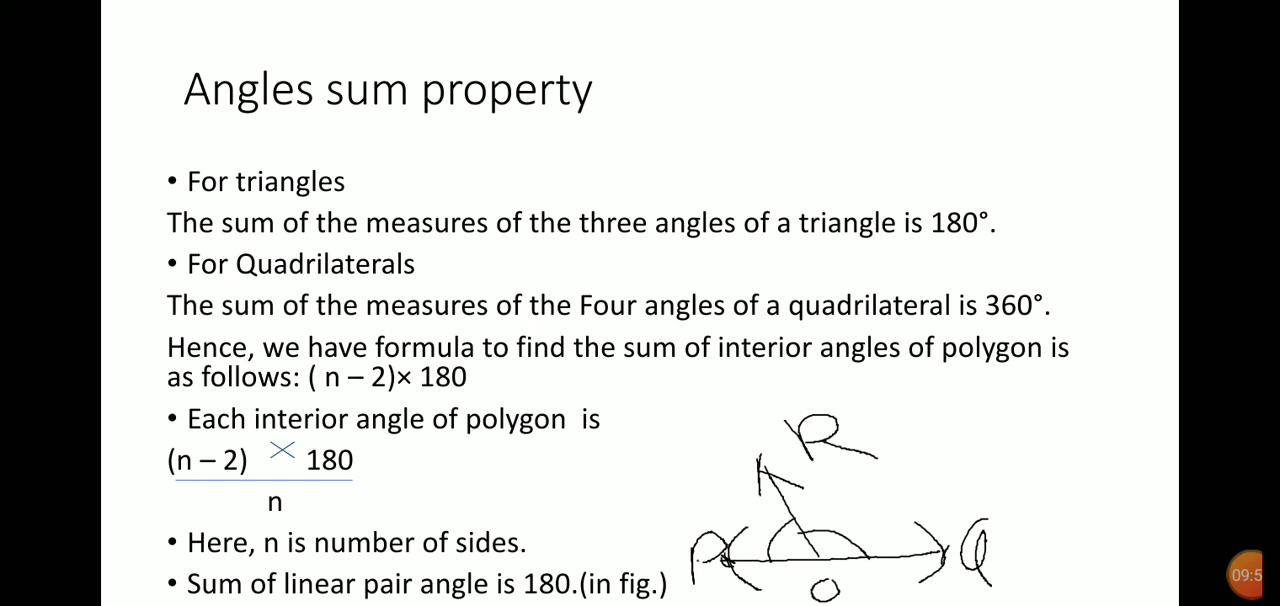 Angles sum property
• For triangles
The sum of the measures of the three angles of a triangle is 180°.
• For Quadrilaterals
The sum of the measures of the Four angles of a quadrilateral is 360°.
Hence, we have formula to find the sum of interior angles of polygon is
as follows: ( n – 2)× 180
• Each interior angle of polygon is
(n – 2) × 180
n
• Here, n is number of sides.
• Sum of linear pair angle is 180.(in fig.)
R
P Q
O
09:5